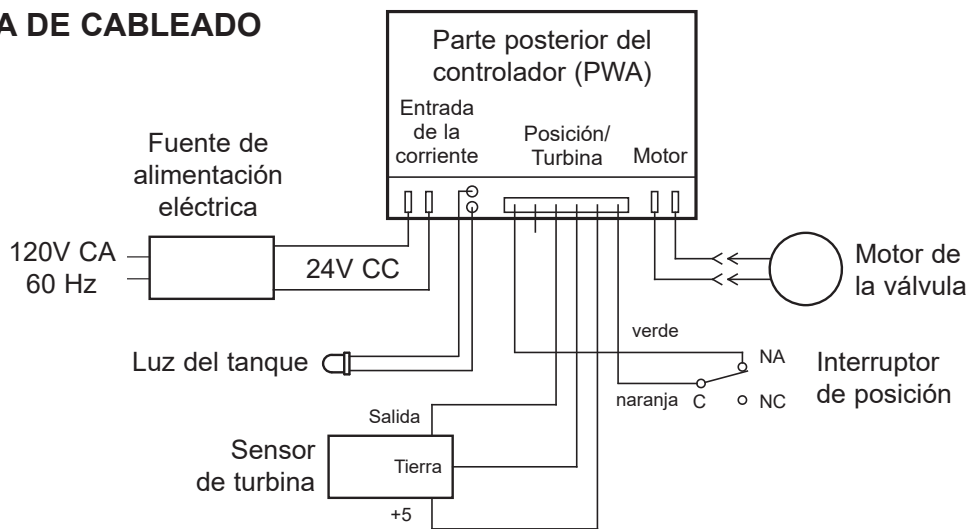 A DE CABLEADO
Parte posterior del
controlador (PWA)
Entrada
de la
corriente
Posición/
Turbina
Motor
Fuente de
alimentación
eléctrica
120V CA
60 Hz
24V CC
Motor de
la válvula
verde
Luz del tanque
NA
Interruptor
de posición
naranja
C
NC
Salida
Sensor
de turbina
Tierra
+5